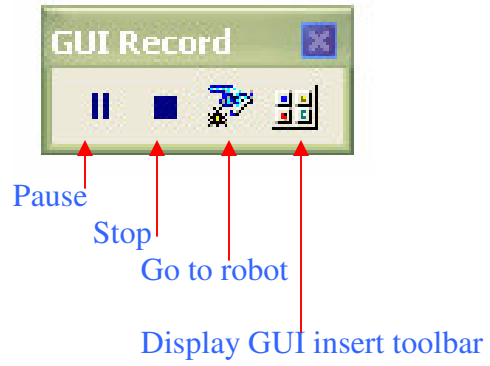 GUI Record
Pause
Stop
Go to robot
Display GUI insert toolbar